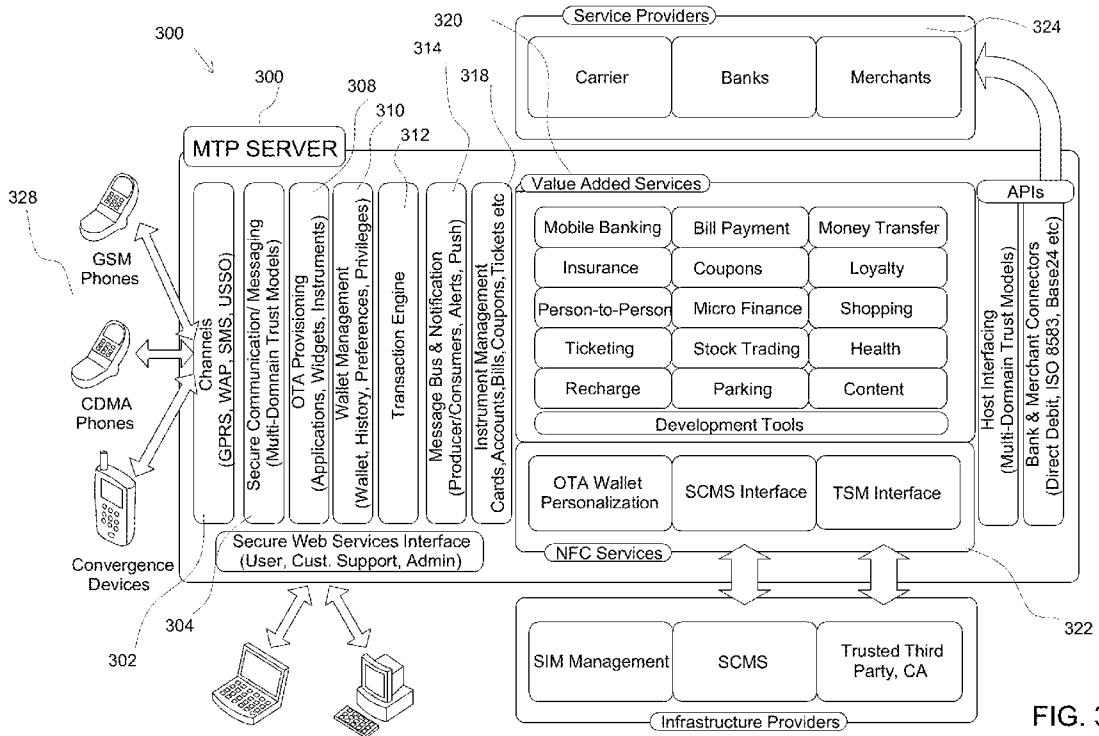 320
Service Providers
324
300
314
Carrier
Banks
Merchants
318
300
308
310
312
MTP SERVER
328
GSM
Phones
CDMA
Phones
Convergence
Devices
Channels
(GPRS, WAP, SMS, USSO)
Secure Communication/ Messaging
(Multi-Domnain Trust Models)
OTA Provisioning
(Applications, Widgets, Instruments)
Wallet Management
(Wallet, History, Preferences, Privileges)
Transaction Engine
Message Bus & Notification
(Producer/Consumers, Alerts, Push)
Instrument Management
Cards,Accounts,Bills,Coupons,Tickets etc
Value Added Services
Mobile Banking
Bill Payment
Money Transfer
Insurance
Coupons
Loyalty
Person-to-Person
Micro Finance
Shopping
Ticketing
Stock Trading
Health
Recharge
Parking
Content
Development Tools
APIs
Host Interfacing
(Multi-Domnain Trust Models)
Bank & Merchant Connectors
(Direct Debit, ISO 8583, Base24 etc)
OTA Wallet
Personalization
SCMS Interface
TSM Interface
NFC Services
Secure Web Services Interface
(User, Cust. Support, Admin)
302
304
322
SIM Management
SCMS
Trusted Third
Party, CA
Infrastructure Providers
FIG. 3